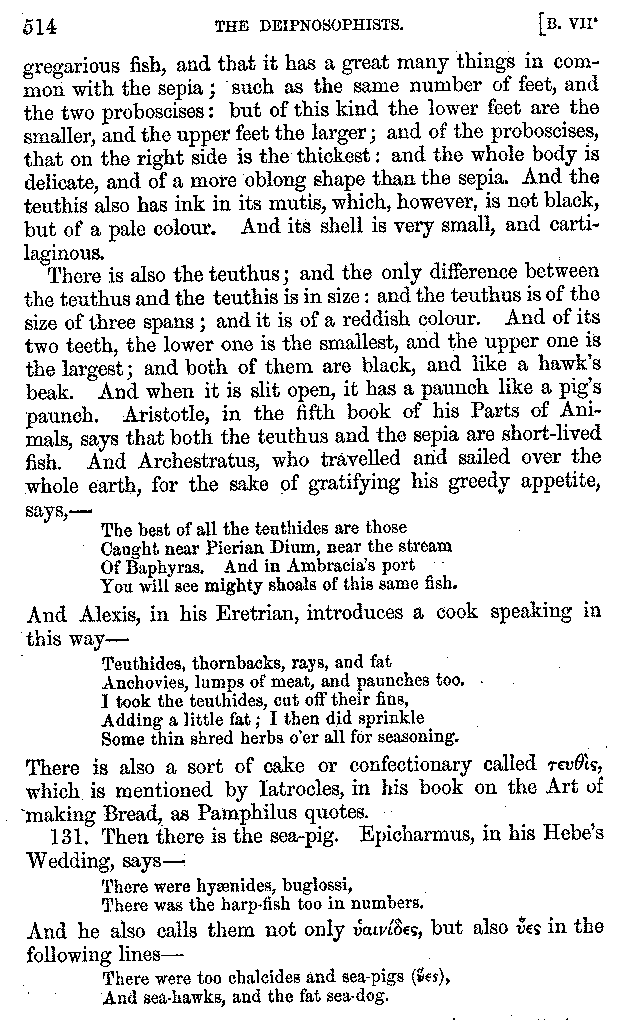 514 THE DEIPNOSOPHISTS. [B. VII.
gregarious fish, and that it has a great many things in com-
mon with the sepia; such as the same number of feet, and
the two proboscises: but of this kind the lower feet are the
smaller, and the upper feet the larger; and of the proboscises,
that on the right side is the thickest: and the whole body is
delicate, and of a more oblong shape than the sepia. And the
teuthis also has ink in its mutis, which, however, is not black,
but of a pale colour. And its shell is very small, and carti-
laginous.
There is also the teuthus; and the only difference between
the teuthus and the teuthis is in size: and the teuthus is of the
size of three spans; and it is of a reddish colour. And of its
two teeth, the lower one is the smallest, and the upper one is
the largest; and both of them are black, and like a hawk's
beak. And when it is slit open, it has a paunch like a pig's
paunch. Aristotle, in the fifth book of his Parts of Ani-
mals, says that both the teuthus and the sepia are short-lived
fish. And Archestratus, who travelled and sailed over the
whole earth, for the sake of gratifying his greedy appetite,
says,—
The best of all the teuthides are those
Caught near Pierian Dium, near the stream
Of Baphyras. And in Ambracia's port
You will see mighty shoals of this same fish.
And Alexis, in his Eretrian, introduces a cook speaking in
this way—
Teuthides, thornbacks, rays, and fat
Anchovies, lumps of meat, and paunches too.
I took the teuthides, cut off their fins,
Adding a little fat; I then did sprinkle
Some thin shred herbs o'er all for seasoning.
There is also a sort of cake or confectionary called τευθὶς,
which is mentioned by Iatrocles, in his book on the Art of
making Bread, as Pamphilus quotes.
131. Then there is the sea-pig. Epicharmus, in his Hebe's
Wedding, says—
There were hyænides, buglossi,
There was the harp-fish too in numbers.
And he also calls them not only ὑαινίδες, but also ὕες in the
following lines—
There were too chalcides and sea-pigs (ὕες),
And sea-hawks, and the fat sea-dog.